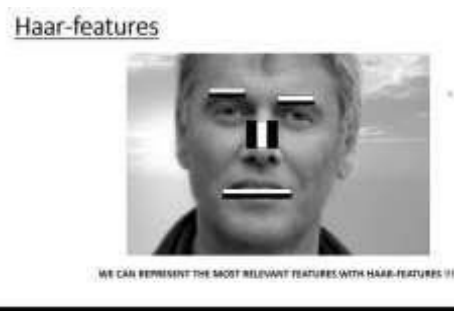 Haar-features
WE CAN REPRESENT THE MOST RELEVANT FEATURES WITH HAAR-FEATURES !!!